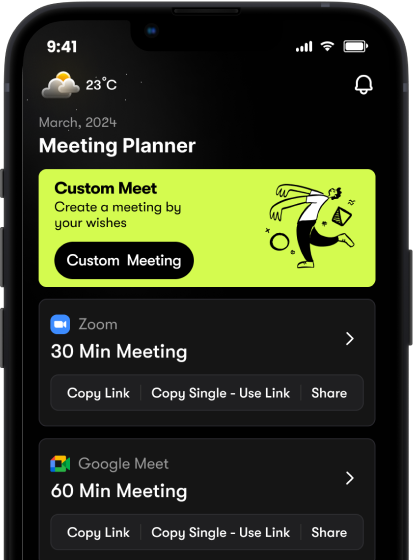 9:41
23°C
March, 2024
Meeting Planner
Custom Meet
Create a meeting by
your wishes
Custom Meeting
Zoom
30 Min Meeting
Copy Link
Copy Single - Use Link
Share
Google Meet
60 Min Meeting
Copy Link
Copy Single - Use Link
Share